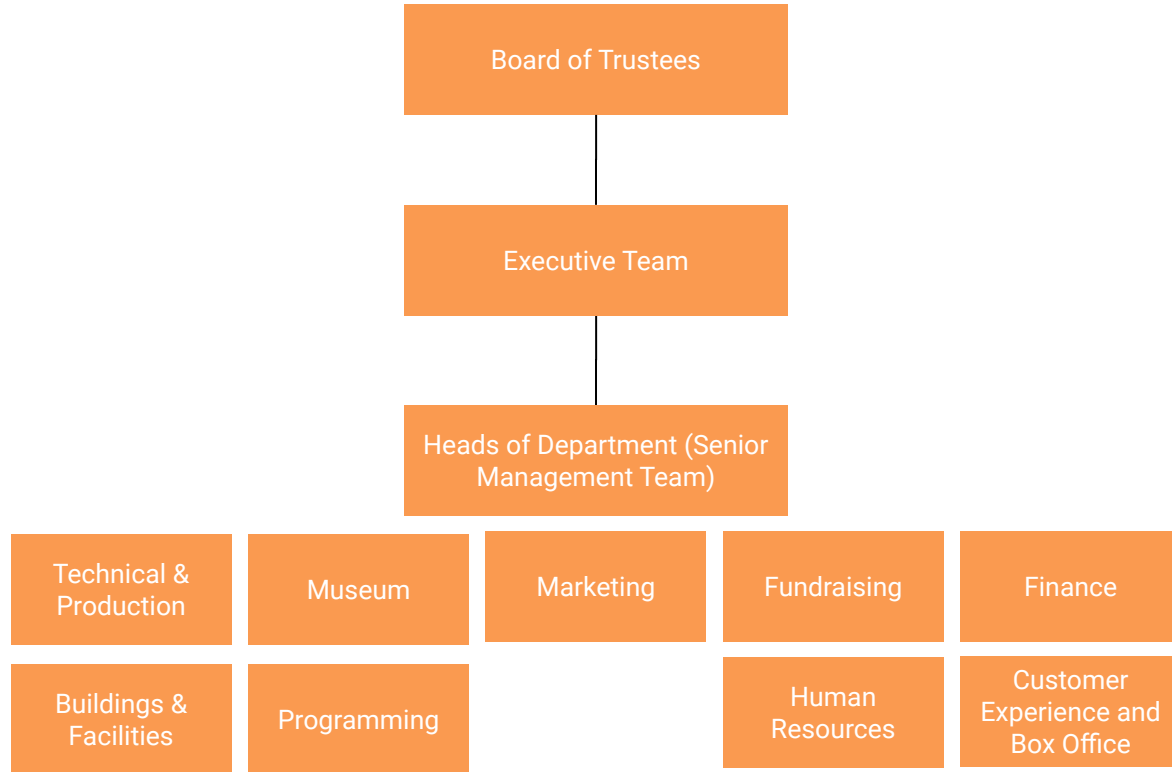 Board of Trustees
Executive Team
Heads of Department (Senior
Management Team)
Technical &
Production
Museum
Marketing
Fundraising
Finance
Buildings &
Facilities
Programming
Human
Resources
Customer
Experience and
Box Office